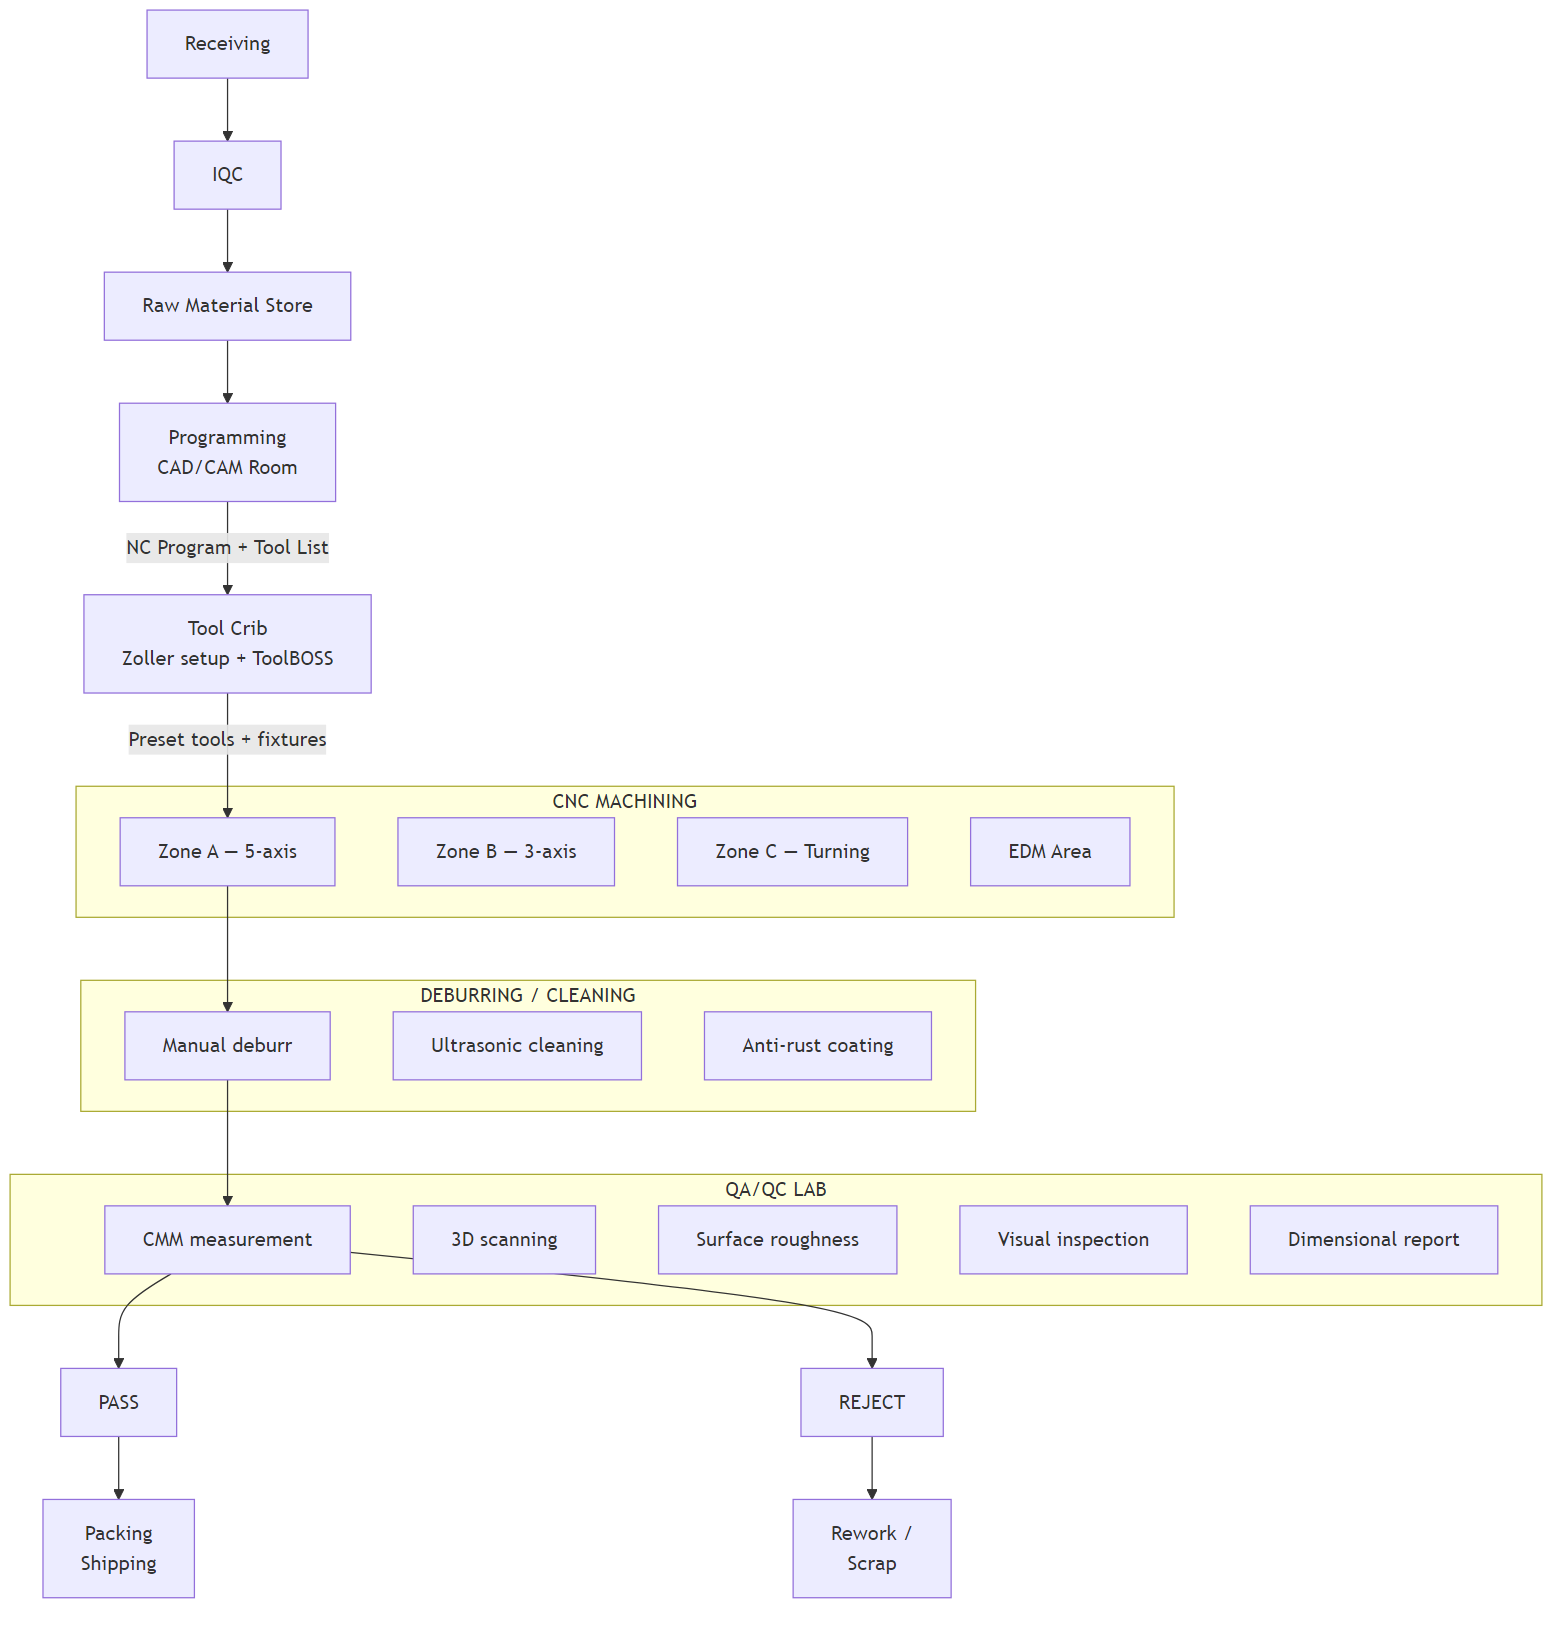 Receiving
IQC
Raw Material Store
Programming
CAD/CAM Room
NC Program + Tool List
Tool Crib
Zoller setup + ToolBOSS
Preset tools + fixtures
CNC MACHINING
Zone A — 5-axis
Zone B — 3-axis
Zone C — Turning
EDM Area
DEBURRING / CLEANING
Manual deburr
Ultrasonic cleaning
Anti-rust coating
QA/QC LAB
CMM measurement
3D scanning
Surface roughness
Visual inspection
Dimensional report
PASS
REJECT
Packing
Shipping
Rework /
Scrap